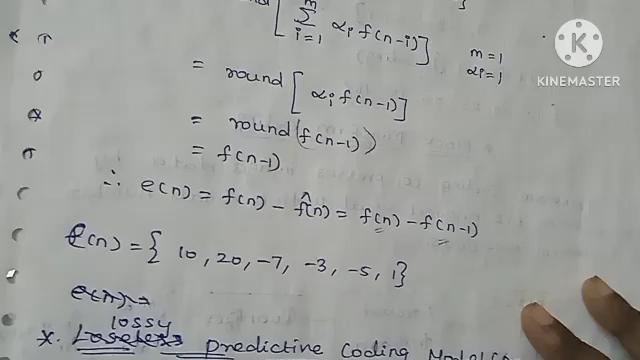 [ m∑i=1 αi f(n-i)]
m=1
αi=1
= round[ αi f(n-1)]
= round(f(n-1))
= f(n-1)
∴ e(n) = f(n) - f̂(n) = f(n) - f(n-1)
f(n) = { 10, 20, -7, -3, -5, 1}
e(n) =
lossy
*. Predictive Coding Model
KINEMASTER